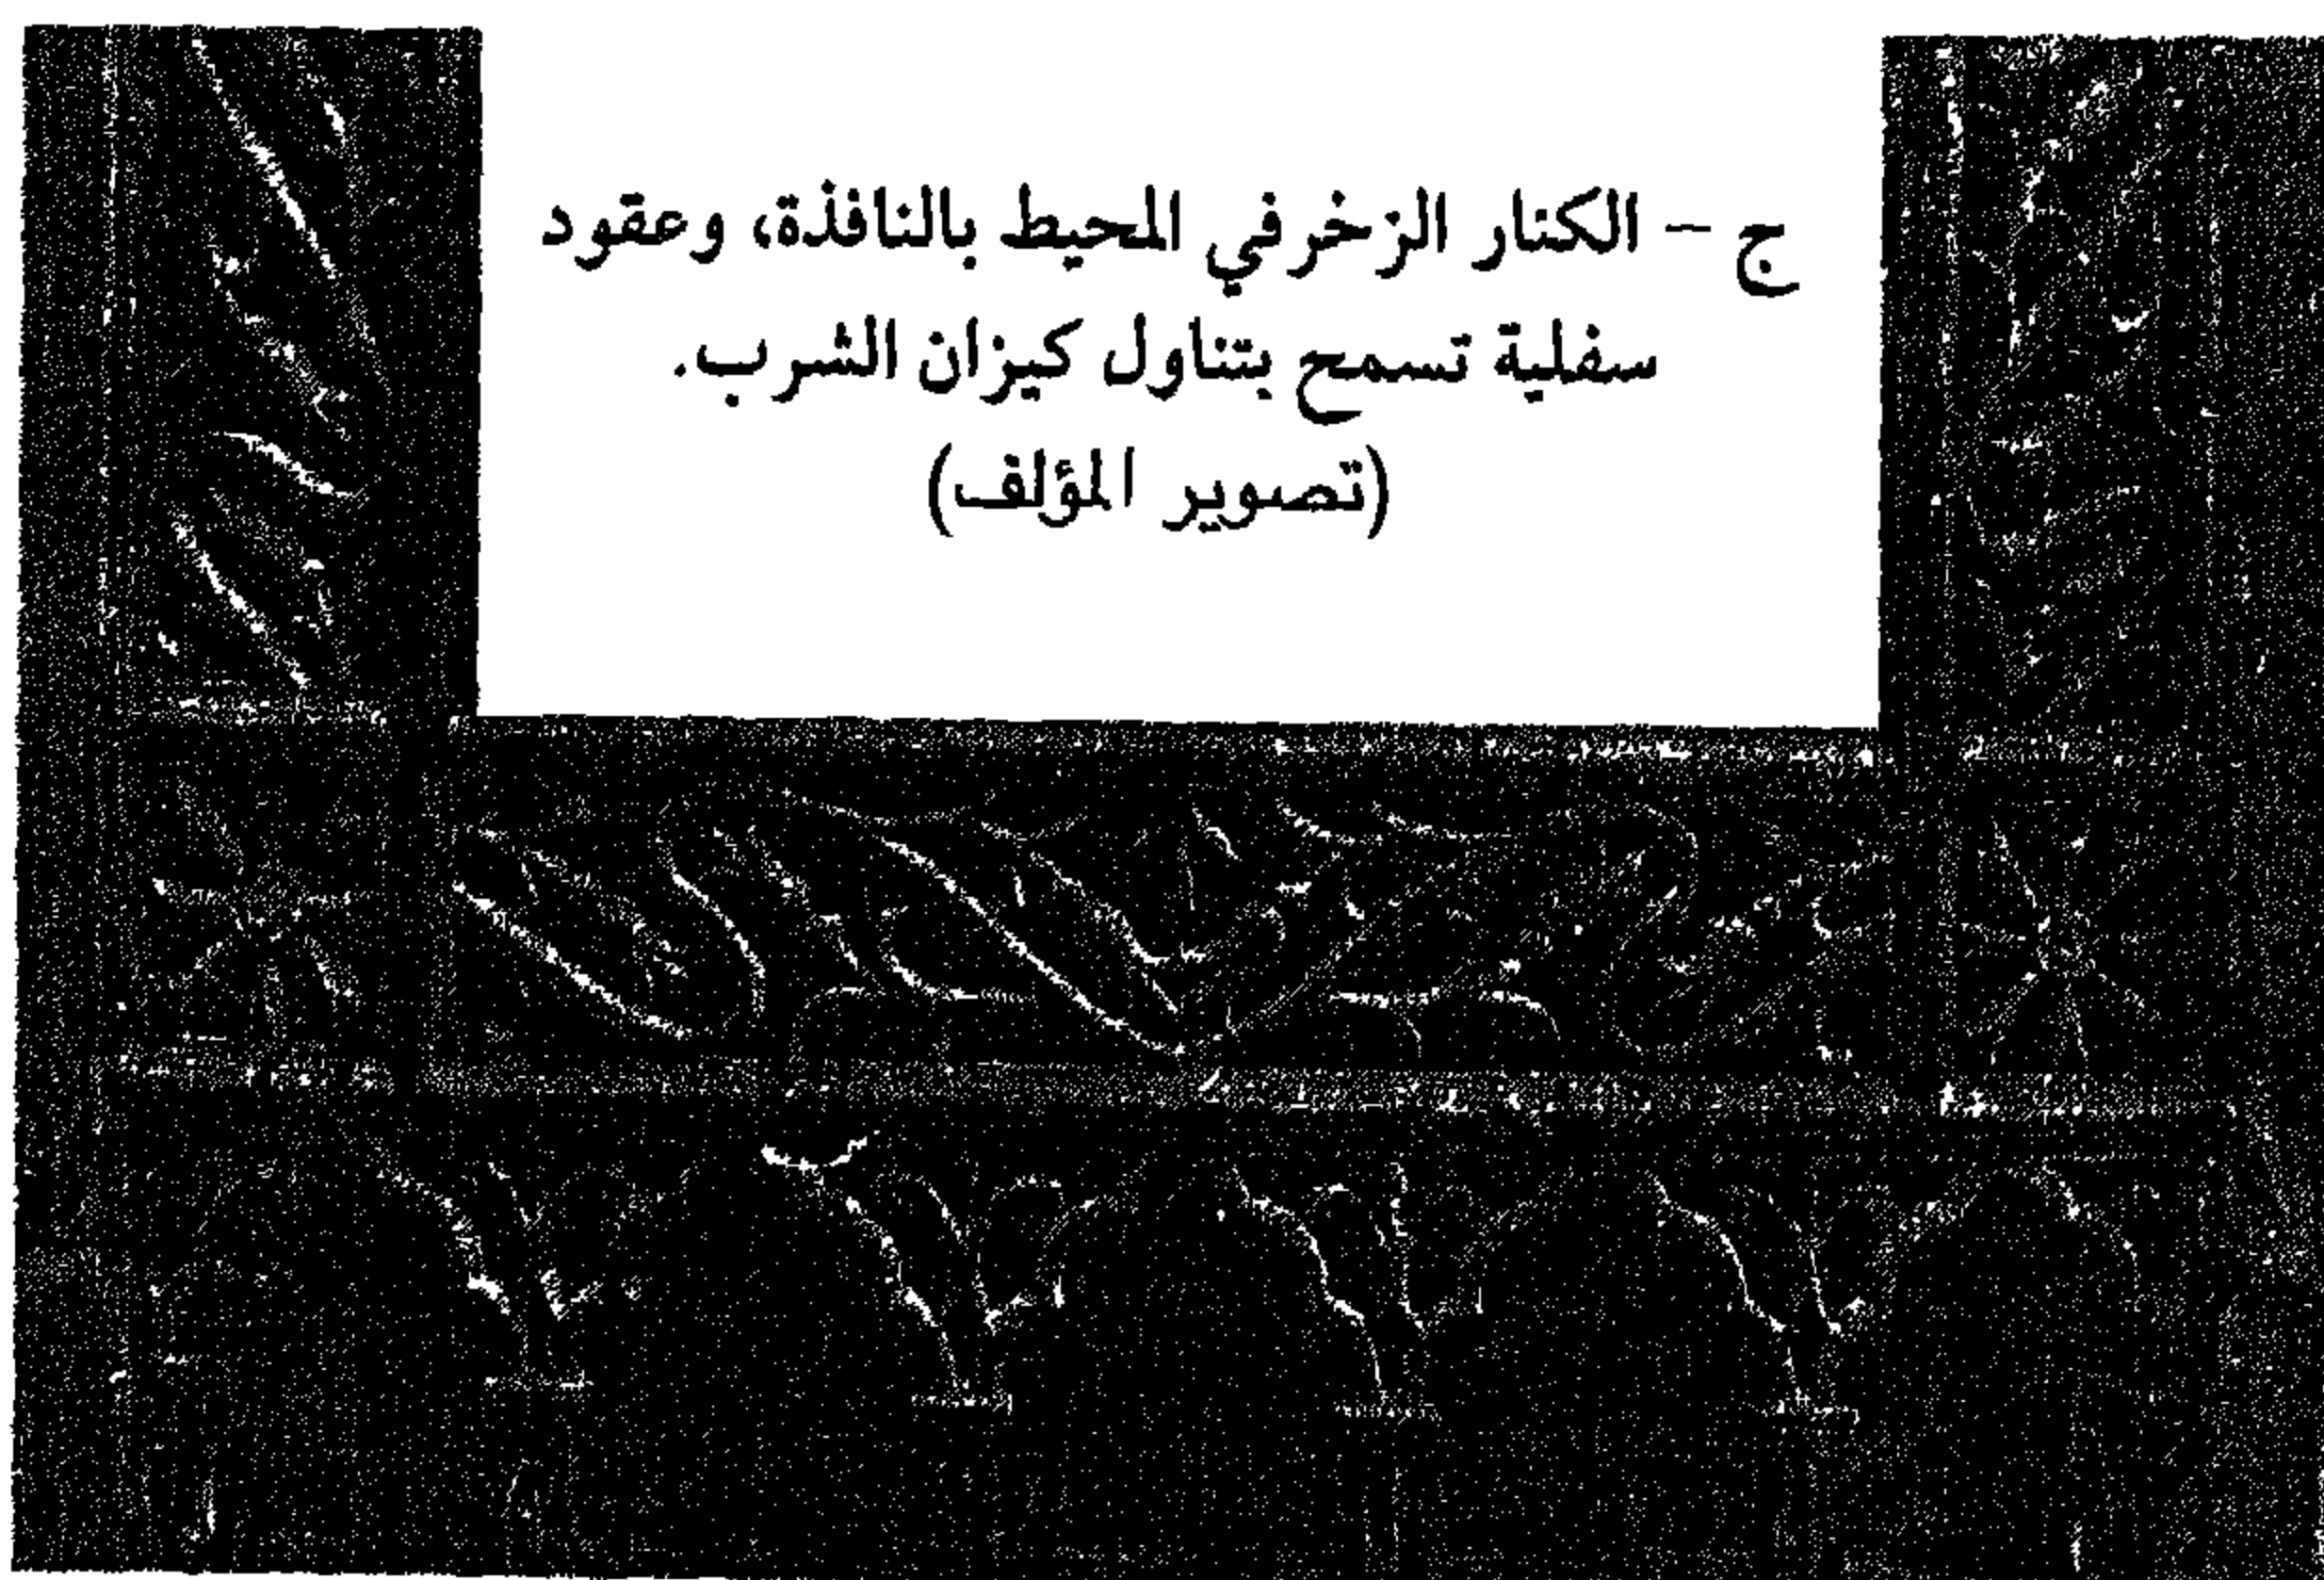 ج – الكنار الزخرفي المحيط بالنافذة، وعقود
سفلية تسمح بتناول كيزان الشرب.
(تصوير المؤلف)